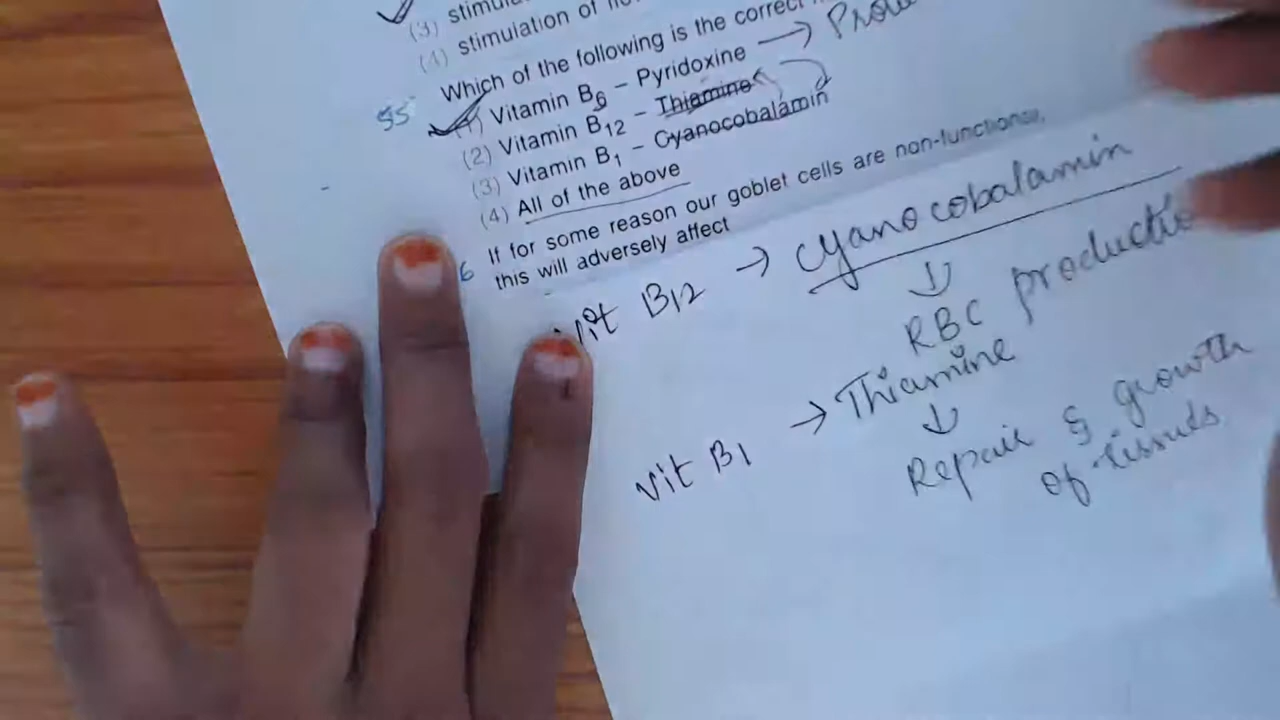 (3)
(4) stimulation of
55 Which of the following is the correct
(1) Vitamin B6 – Pyridoxine →
(2) Vitamin B12 – Thiamine
(3) Vitamin B1 – Cyanocobalamin
(4) All of the above
6 If for some reason our goblet cells are non-functional,
this will adversely affect
Vit B12 → Cyanocobalamin
↓
RBC
Vit B1 → Thiamine
↓
Repair & growth
of Tissues